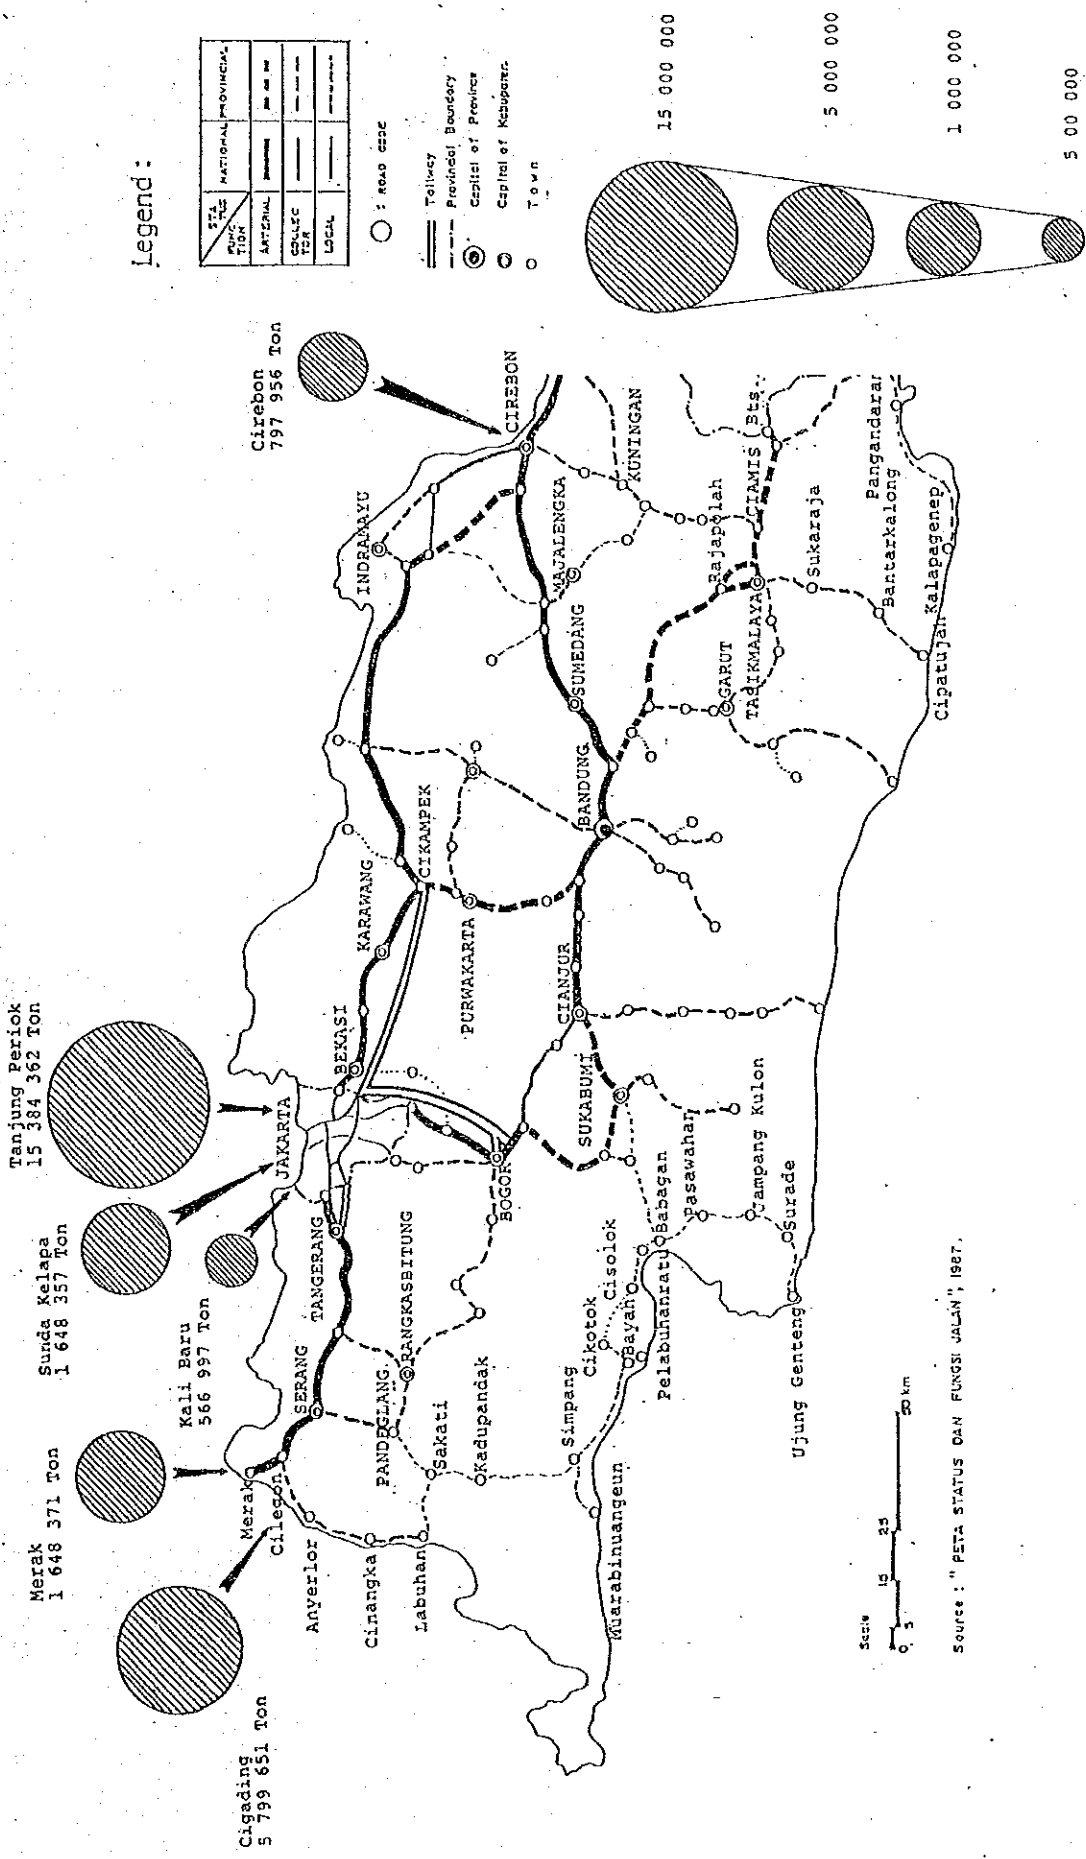 Tanjung Periok
15 384 362 Ton
Sunda Kelapa
1 648 357 Ton
Kali Baru
566 997 Ton
Merak
1 648 371 Ton
Cigading
5 799 651 Ton
Cirebon
797 956 Ton
Legend :
STATUS
FUNCTION
NATIONAL
PROVINCIAL
ARTERIAL
COLLEC
TOR
LOCAL
: ROAD CODE
Tollway
Provincial Boundary
Capital of Province
Capital of Kabupaten
Town
15 000 000
5 000 000
1 000 000
5 00 000
Merak
Cilegon
SERANG
TANGERANG
JAKARTA
BEKASI
KARAWANG
CIKAMPEK
INDRAMAYU
CIREBON
Anyerlor
Cinangka
Labuhan
PANDEGLANG
RANGKASBITUNG
Sakati
Kadupandak
BOGOR
PURWAKARTA
BANDUNG
SUMEDANG
MAJALENGKA
KUNINGAN
CIANJUR
SUKABUMI
Simpang
Cikotok
Cisolok
Bayah
Muarabinuangeun
Pelabuhanratu
Babagan
Pasawahan
Jampang Kulon
Surade
Ujung Genteng
GARUT
Rajapolah
TASIKMALAYA
CIAMIS (Bts.
Sukaraja
Bantarkalong
Pangandaran
Kalapagenep
Cipatujah
Scale
0 5 15 25 50 km
Source : " PETA STATUS DAN FUNGSI JALAN", 1987.